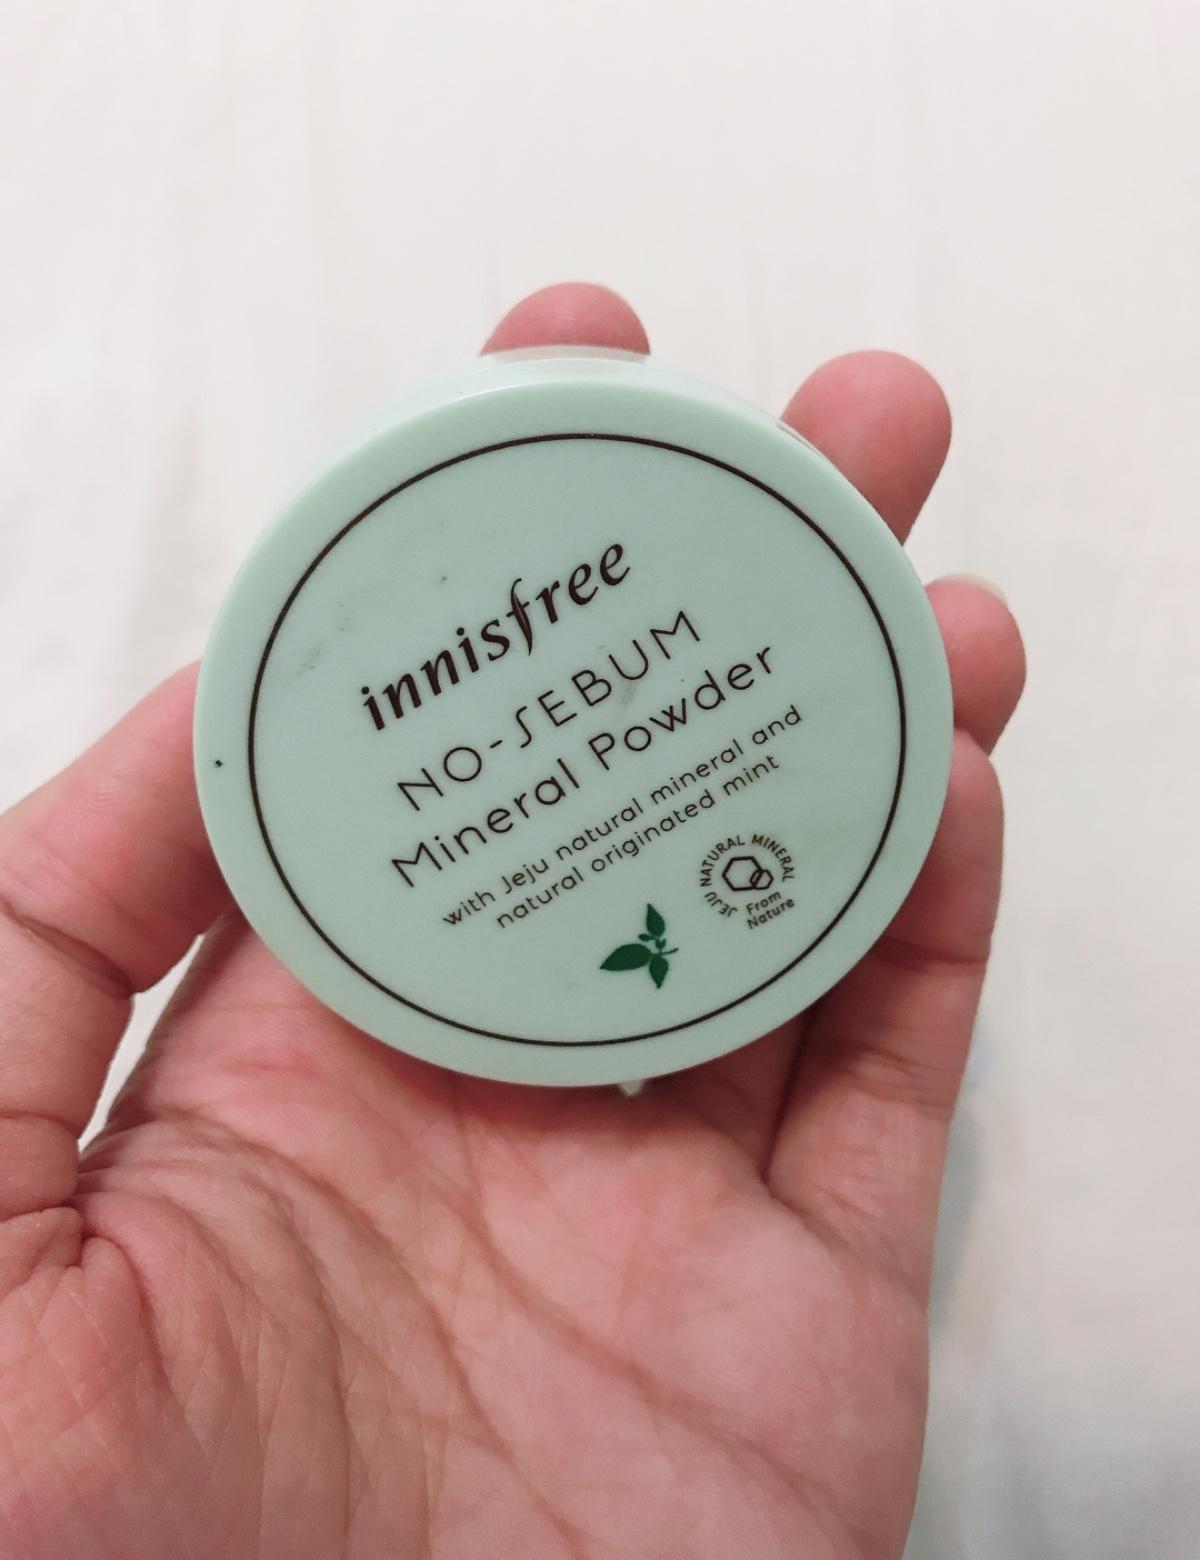 innisfree
NO-SEBUM
Mineral Powder
with Jeju natural mineral and
natural originated mint
JEJU NATURAL MINERAL
From
Nature